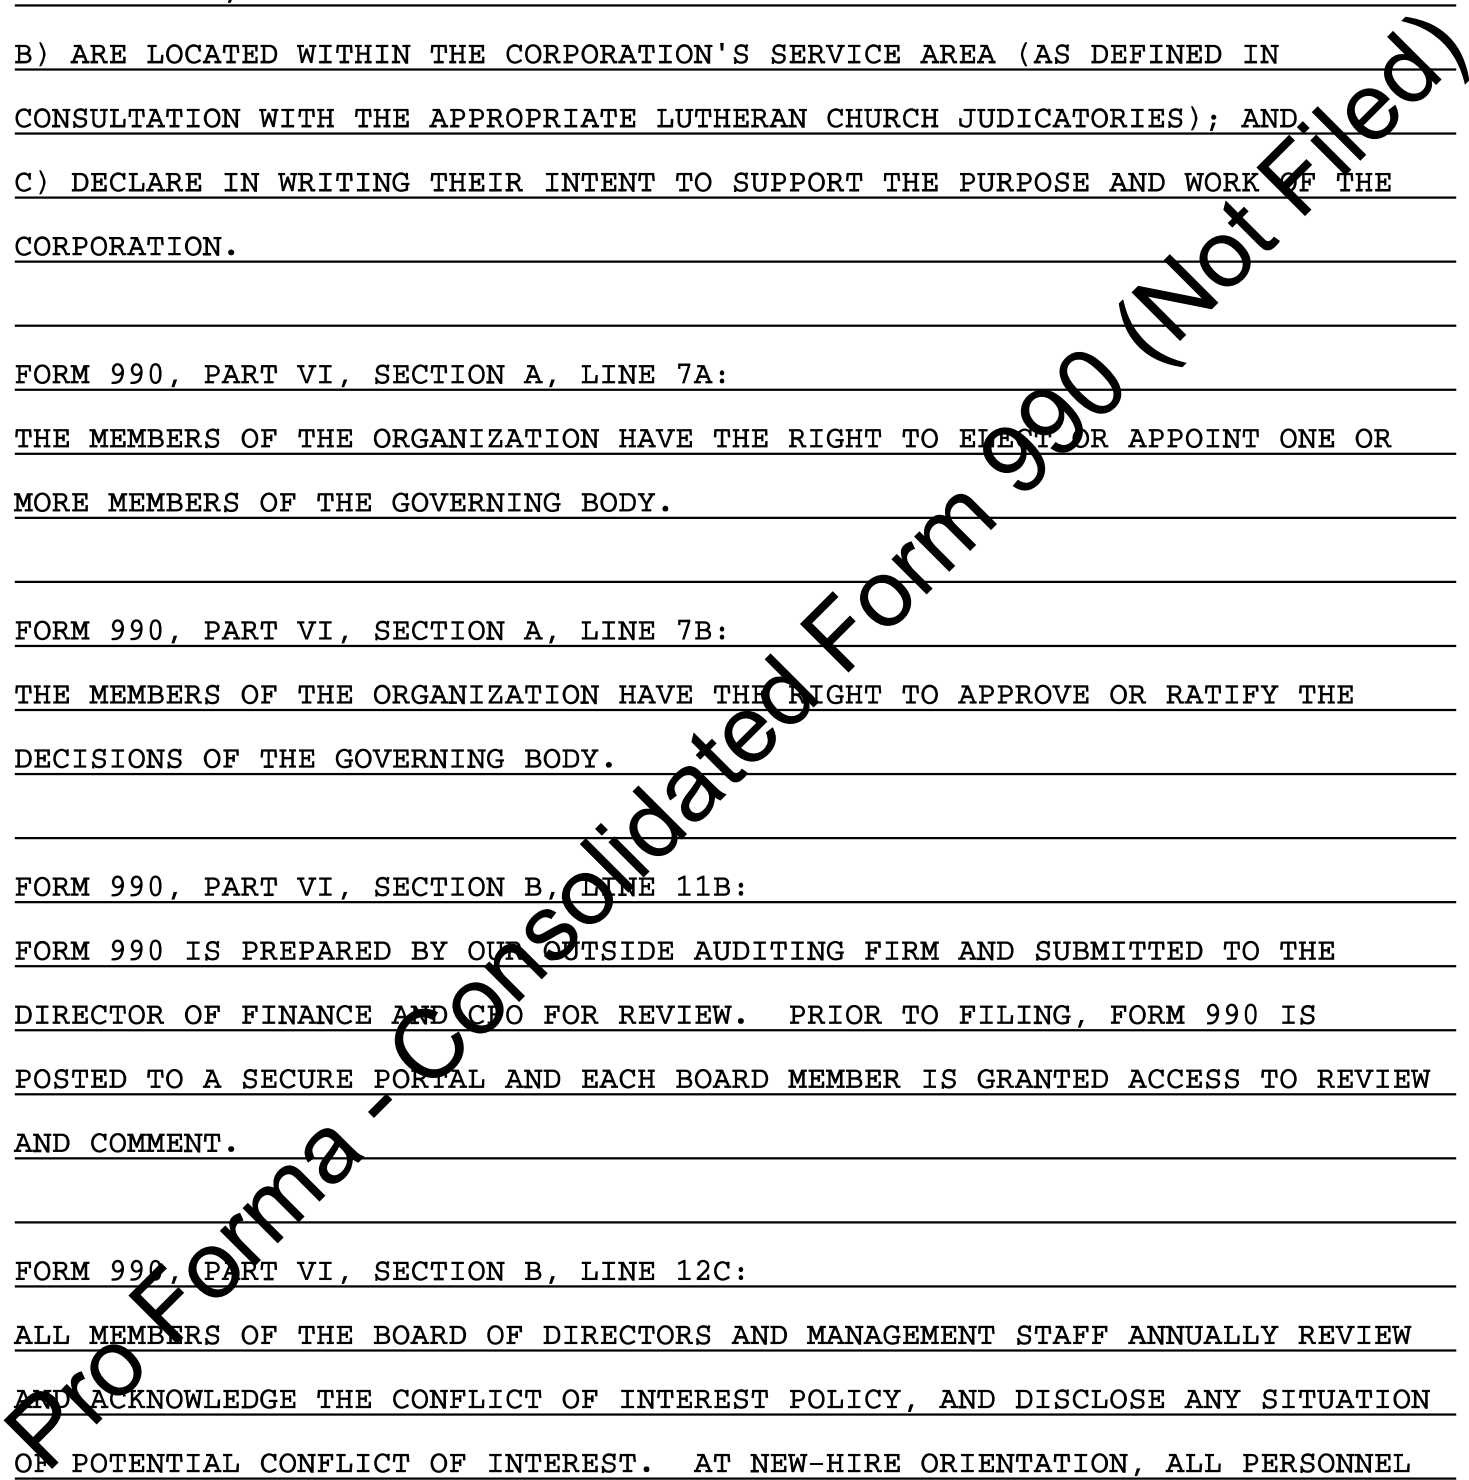 B) ARE LOCATED WITHIN THE CORPORATION'S SERVICE AREA (AS DEFINED IN
CONSULTATION WITH THE APPROPRIATE LUTHERAN CHURCH JUDICATORIES); AND
C) DECLARE IN WRITING THEIR INTENT TO SUPPORT THE PURPOSE AND WORK OF THE
CORPORATION.
FORM 990, PART VI, SECTION A, LINE 7A:
THE MEMBERS OF THE ORGANIZATION HAVE THE RIGHT TO ELECT OR APPOINT ONE OR
MORE MEMBERS OF THE GOVERNING BODY.
FORM 990, PART VI, SECTION A, LINE 7B:
THE MEMBERS OF THE ORGANIZATION HAVE THE RIGHT TO APPROVE OR RATIFY THE
DECISIONS OF THE GOVERNING BODY.
FORM 990, PART VI, SECTION B, LINE 11B:
FORM 990 IS PREPARED BY OUR OUTSIDE AUDITING FIRM AND SUBMITTED TO THE
DIRECTOR OF FINANCE AND CFO FOR REVIEW.  PRIOR TO FILING, FORM 990 IS
POSTED TO A SECURE PORTAL AND EACH BOARD MEMBER IS GRANTED ACCESS TO REVIEW
AND COMMENT.
FORM 990, PART VI, SECTION B, LINE 12C:
ALL MEMBERS OF THE BOARD OF DIRECTORS AND MANAGEMENT STAFF ANNUALLY REVIEW
AND ACKNOWLEDGE THE CONFLICT OF INTEREST POLICY, AND DISCLOSE ANY SITUATION
OF POTENTIAL CONFLICT OF INTEREST.  AT NEW-HIRE ORIENTATION, ALL PERSONNEL
Pro Forma - Consolidated Form 990 (Not Filed)